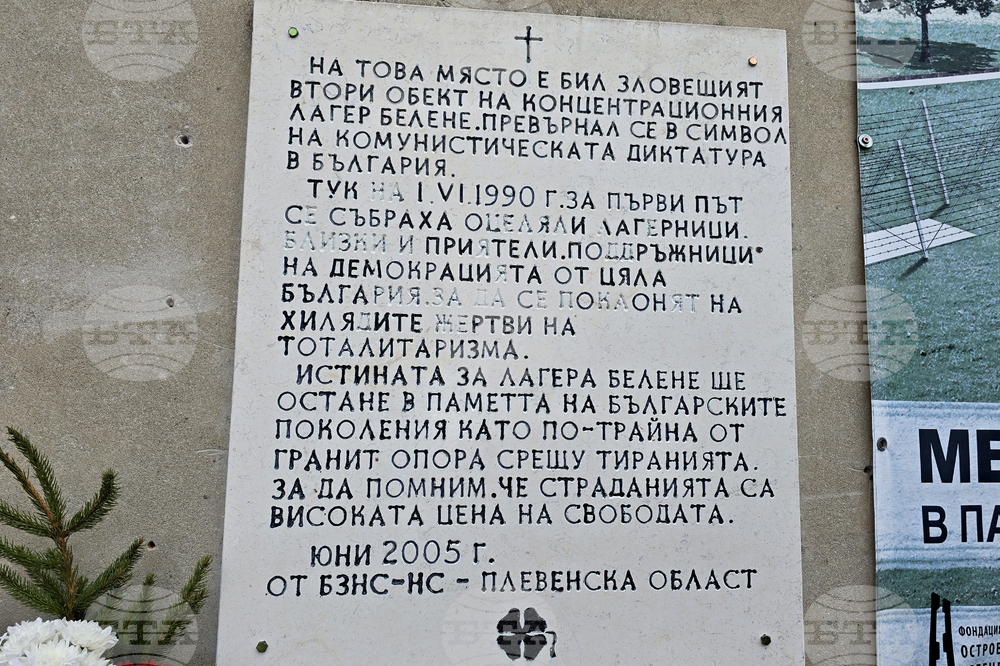 НА ТОВА МЯСТО Е БИЛ ЗЛОВЕЩИЯТ
ВТОРИ ОБЕКТ НА КОНЦЕНТРАЦИОННИЯ
ЛАГЕР БЕЛЕНЕ.ПРЕВЪРНАЛ СЕ В СИМВОЛ
НА КОМУНИСТИЧЕСКАТА ДИКТАТУРА
В БЪЛГАРИЯ.
ТУК НА 1.VI.1990 Г.ЗА ПЪРВИ ПЪТ
СЕ СЪБРАХА ОЦЕЛЯЛИ ЛАГЕРНИЦИ.
БЛИЗКИ И ПРИЯТЕЛИ.ПОДДРЪЖНИЦИ
НА ДЕМОКРАЦИЯТА ОТ ЦЯЛА
БЪЛГАРИЯ.ЗА ДА СЕ ПОКЛОНЯТ НА
ХИЛЯДИТЕ ЖЕРТВИ НА
ТОТАЛИТАРИЗМА.
ИСТИНАТА ЗА ЛАГЕРА БЕЛЕНЕ ЩЕ
ОСТАНЕ В ПАМЕТТА НА БЪЛГАРСКИТЕ
ПОКОЛЕНИЯ КАТО ПО-ТРАЙНА ОТ
ГРАНИТ ОПОРА СРЕЩУ ТИРАНИЯТА.
ЗА ДА ПОМНИМ.ЧЕ СТРАДАНИЯТА СА
ВИСОКАТА ЦЕНА НА СВОБОДАТА.
ЮНИ 2005 г.
ОТ БЗНС-НС - ПЛЕВЕНСКА ОБЛАСТ
МЕ
В ПА
ФОНДАЦИ
ОСТРОВ
БТА